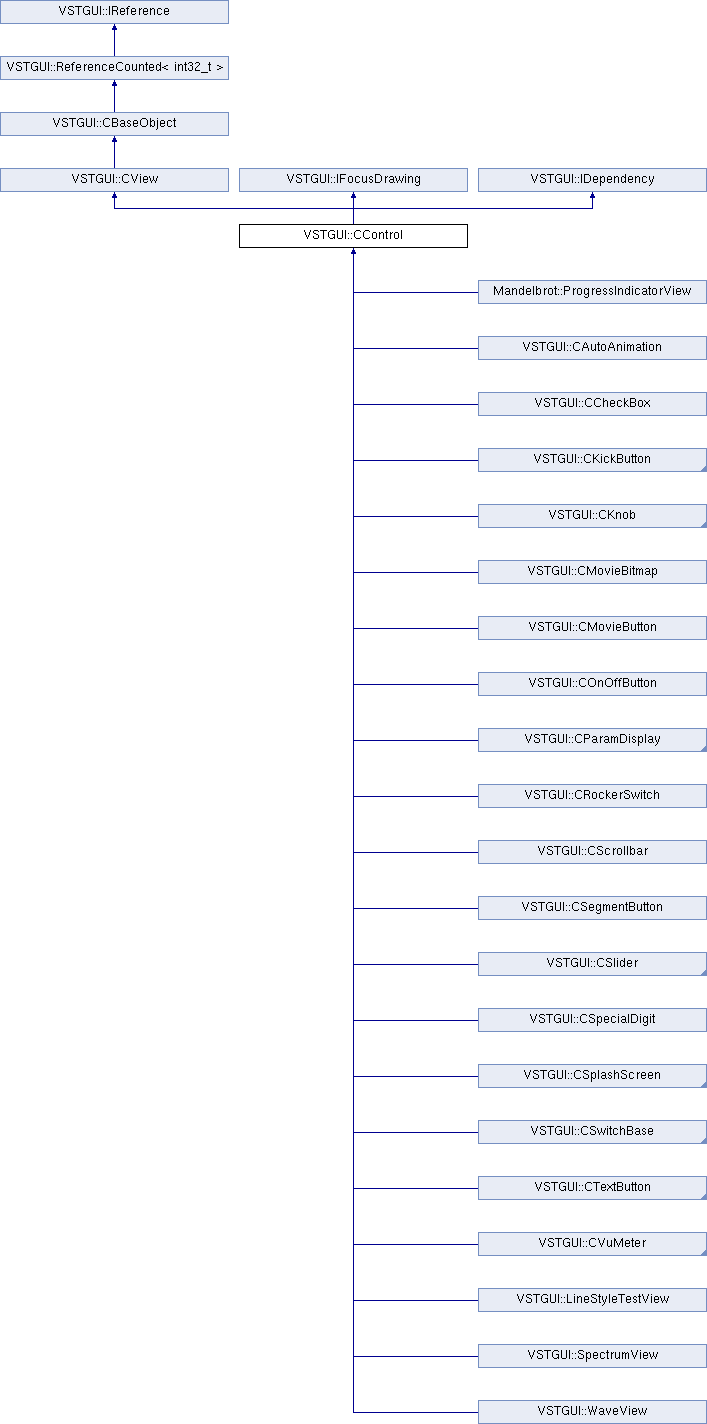 VSTGUI::IReference
VSTGUI::ReferenceCounted< int32_t >
VSTGUI::CBaseObject
VSTGUI::CView
VSTGUI::IFocusDrawing
VSTGUI::IDependency
VSTGUI::CControl
Mandelbrot::ProgressIndicatorView
VSTGUI::CAutoAnimation
VSTGUI::CCheckBox
VSTGUI::CKickButton
VSTGUI::CKnob
VSTGUI::CMovieBitmap
VSTGUI::CMovieButton
VSTGUI::COnOffButton
VSTGUI::CParamDisplay
VSTGUI::CRockerSwitch
VSTGUI::CScrollbar
VSTGUI::CSegmentButton
VSTGUI::CSlider
VSTGUI::CSpecialDigit
VSTGUI::CSplashScreen
VSTGUI::CSwitchBase
VSTGUI::CTextButton
VSTGUI::CVuMeter
VSTGUI::LineStyleTestView
VSTGUI::SpectrumView
VSTGUI::WaveView